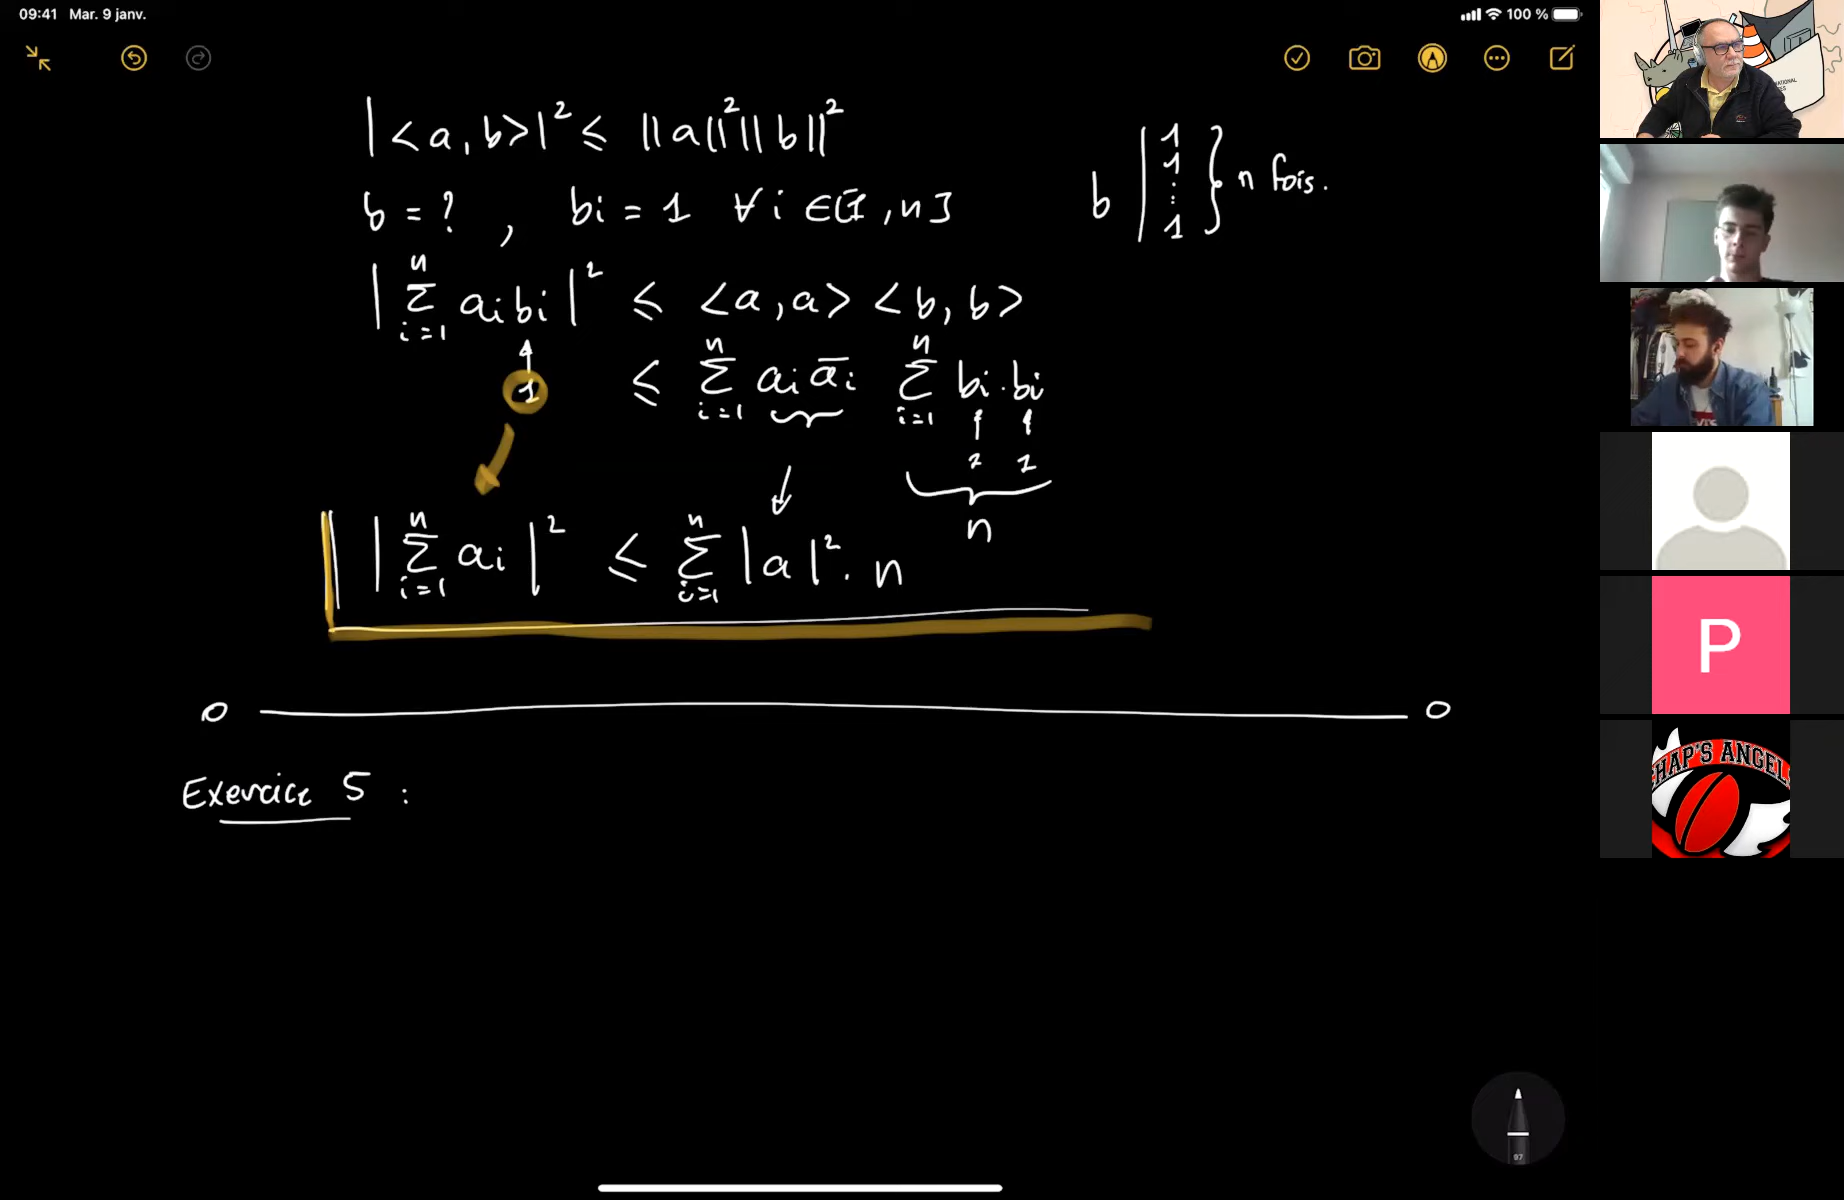 09:41 Mar. 9 janv.
100 %
|<a, b>|² ≤ ||a||² ||b||²
b = ? , bi = 1 ∀ i ∈ [1, n]
b | 1 1 ⋮ 1 } n fois.
|Σ_{i=1}^{n} ai bi|² ≤ <a, a> <b, b>
1
≤ Σ_{i=1}^{n} ai āi Σ_{i=1}^{n} bi . bi
1 1
n
|Σ_{i=1}^{n} ai|² ≤ Σ_{i=1}^{n} |a|² . n
Exercice 5 :
97
P
HAP'S ANGEL